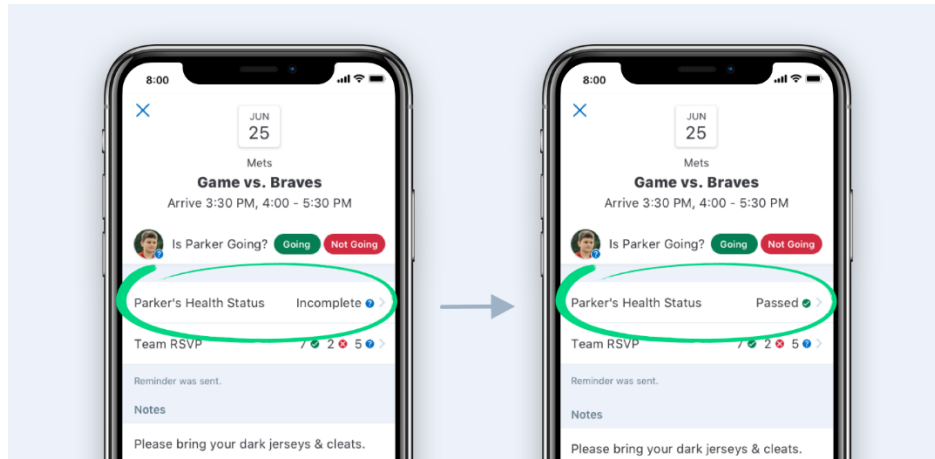 8:00
JUN
25
Mets
Game vs. Braves
Arrive 3:30 PM, 4:00 - 5:30 PM
Is Parker Going? Going Not Going
Parker's Health Status Incomplete
Team RSVP 7 2 5
Reminder was sent.
Notes
Please bring your dark jerseys & cleats.
8:00
JUN
25
Mets
Game vs. Braves
Arrive 3:30 PM, 4:00 - 5:30 PM
Is Parker Going? Going Not Going
Parker's Health Status Passed
Team RSVP 7 2 5
Reminder was sent.
Notes
Please bring your dark jerseys & cleats.